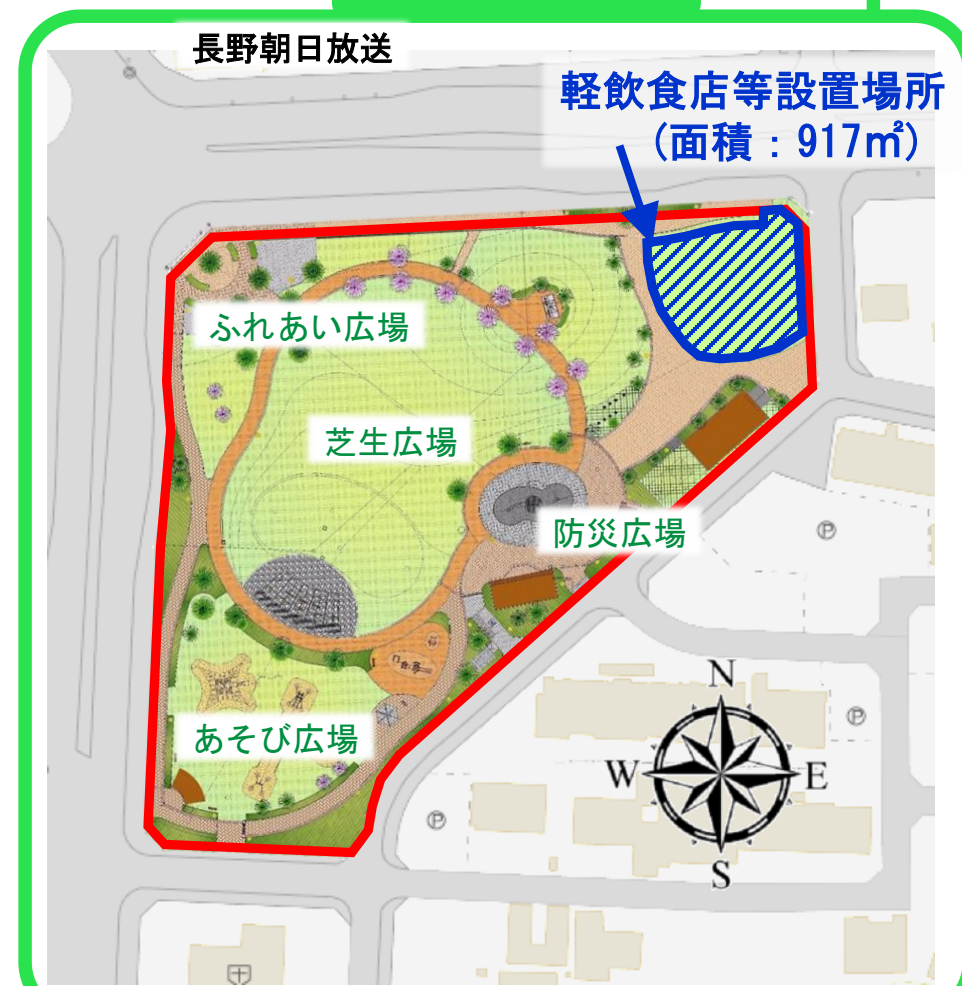 長野朝日放送
軽飲食店等設置場所
(面積：917㎡)
ふれあい広場
芝生広場
防災広場
あそび広場
N
W E
S
P
P
P